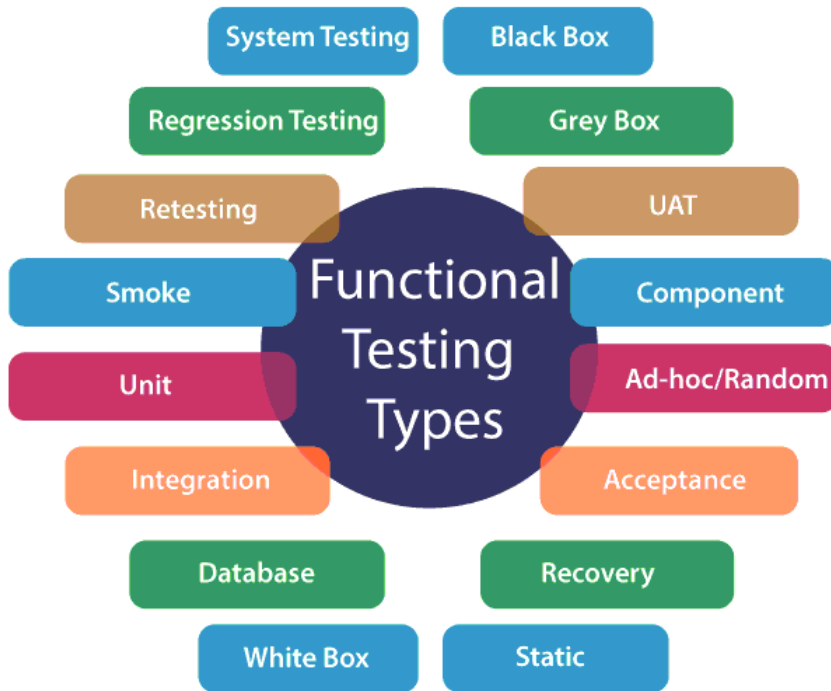 System Testing
Black Box
Regression Testing
Grey Box
Retesting
UAT
Smoke
Functional
Component
Testing
Unit
Ad-hoc/Random
Types
Integration
Acceptance
Database
Recovery
White Box
Static